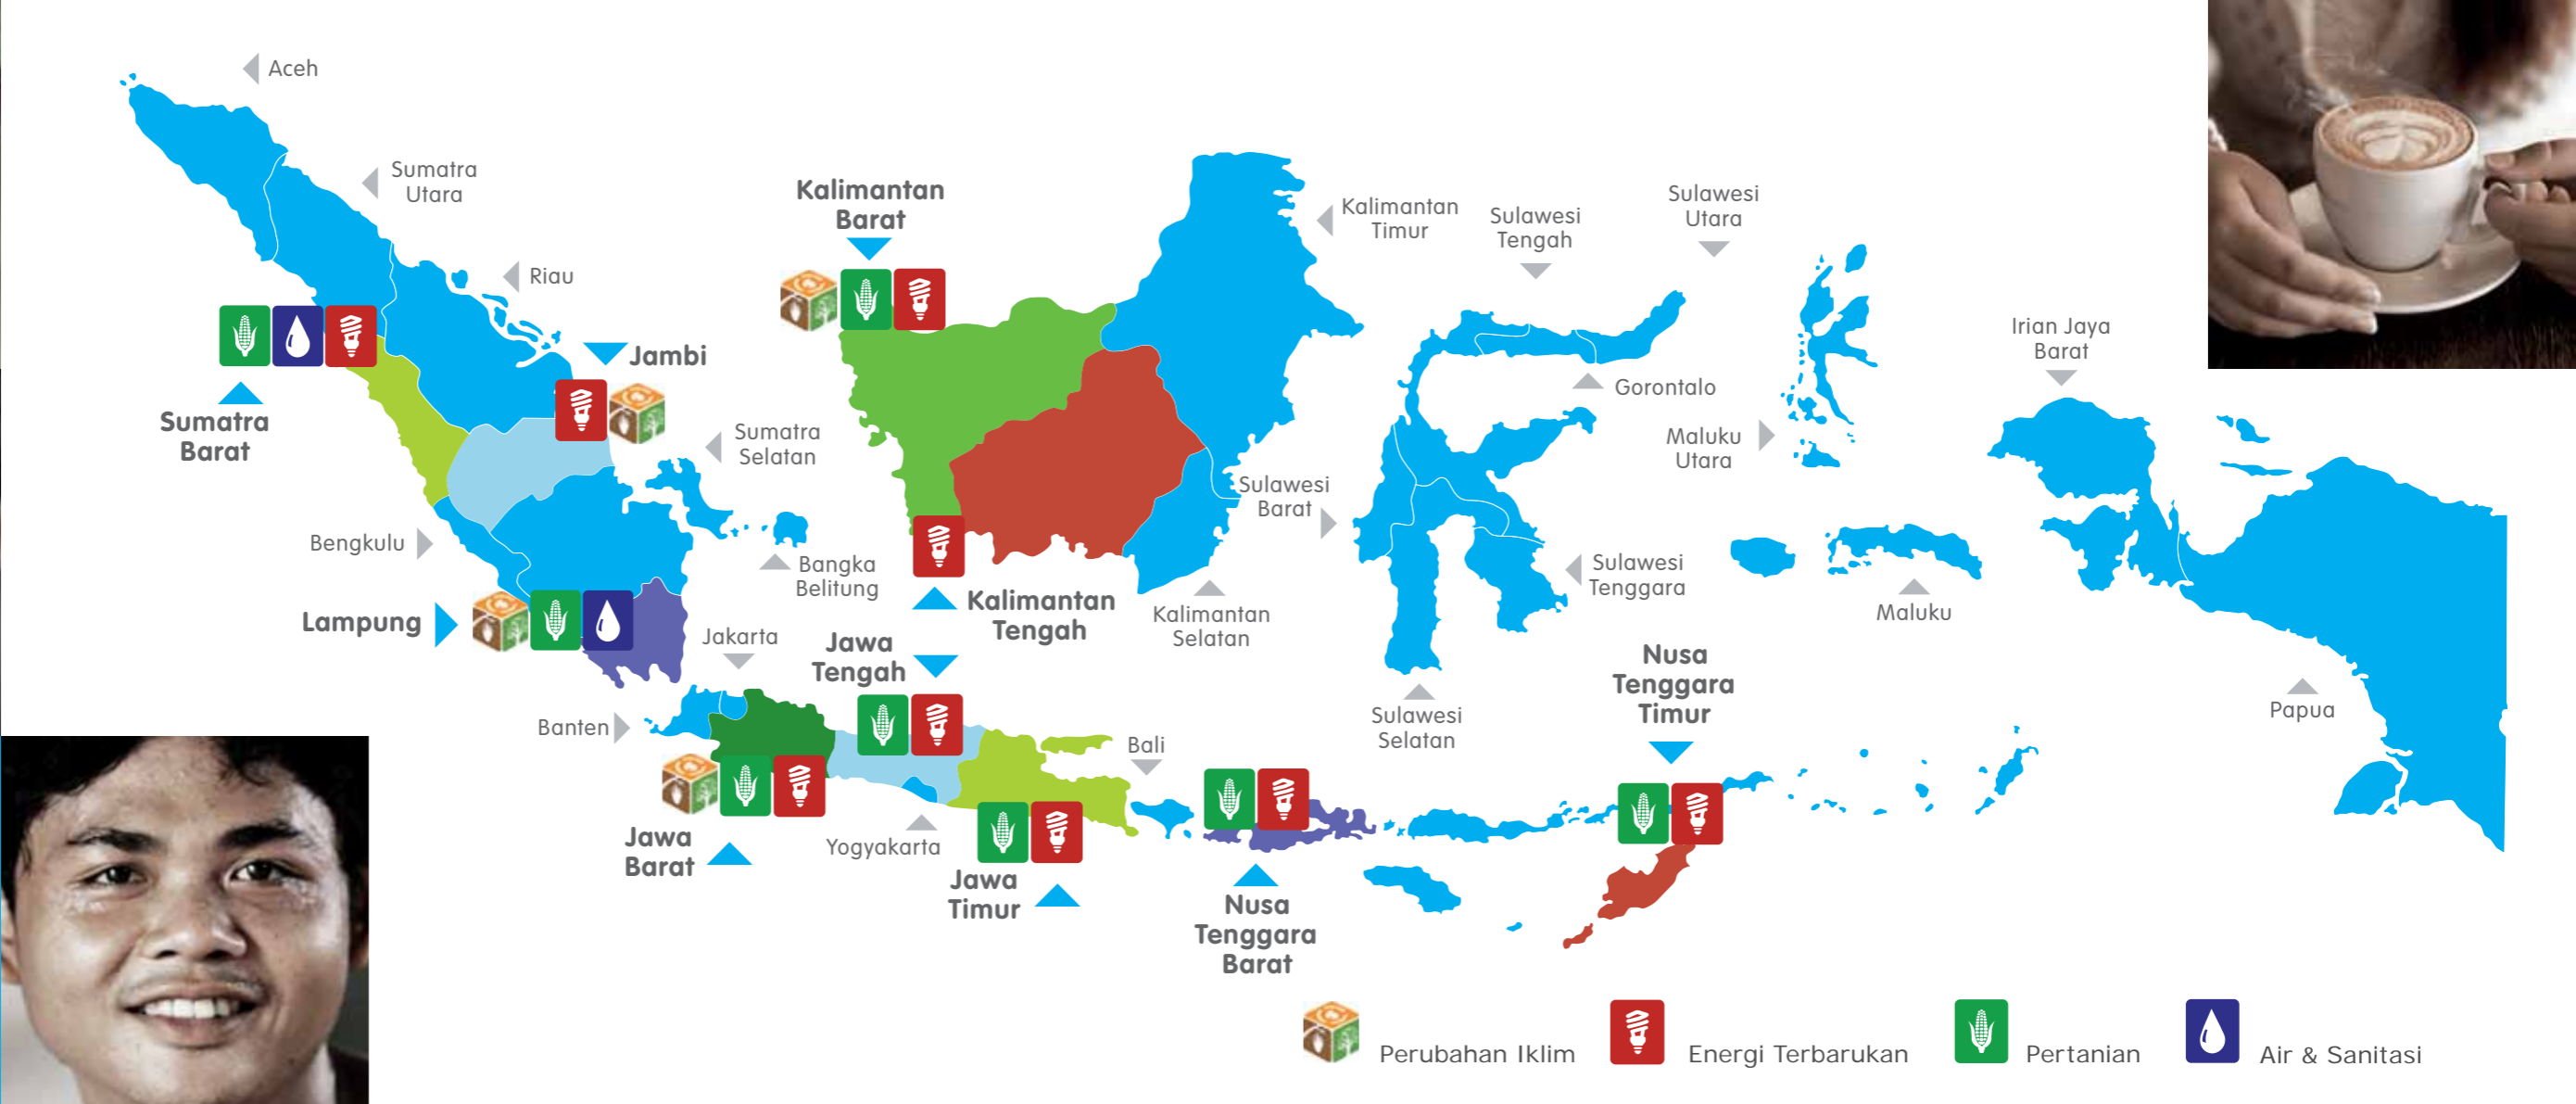 Aceh
Sumatra
Utara
Riau
Jambi
Sumatra
Barat
Sumatra
Selatan
Bengkulu
Bangka
Belitung
Lampung
Kalimantan
Barat
Kalimantan
Timur
Sulawesi
Tengah
Sulawesi
Utara
Gorontalo
Maluku
Utara
Irian Jaya
Barat
Sulawesi
Barat
Sulawesi
Tenggara
Kalimantan
Tengah
Kalimantan
Selatan
Sulawesi
Selatan
Maluku
Papua
Jakarta
Jawa
Tengah
Banten
Jawa
Barat
Yogyakarta
Jawa
Timur
Bali
Nusa
Tenggara
Barat
Nusa
Tenggara
Timur
Perubahan Iklim
Energi Terbarukan
Pertanian
Air & Sanitasi